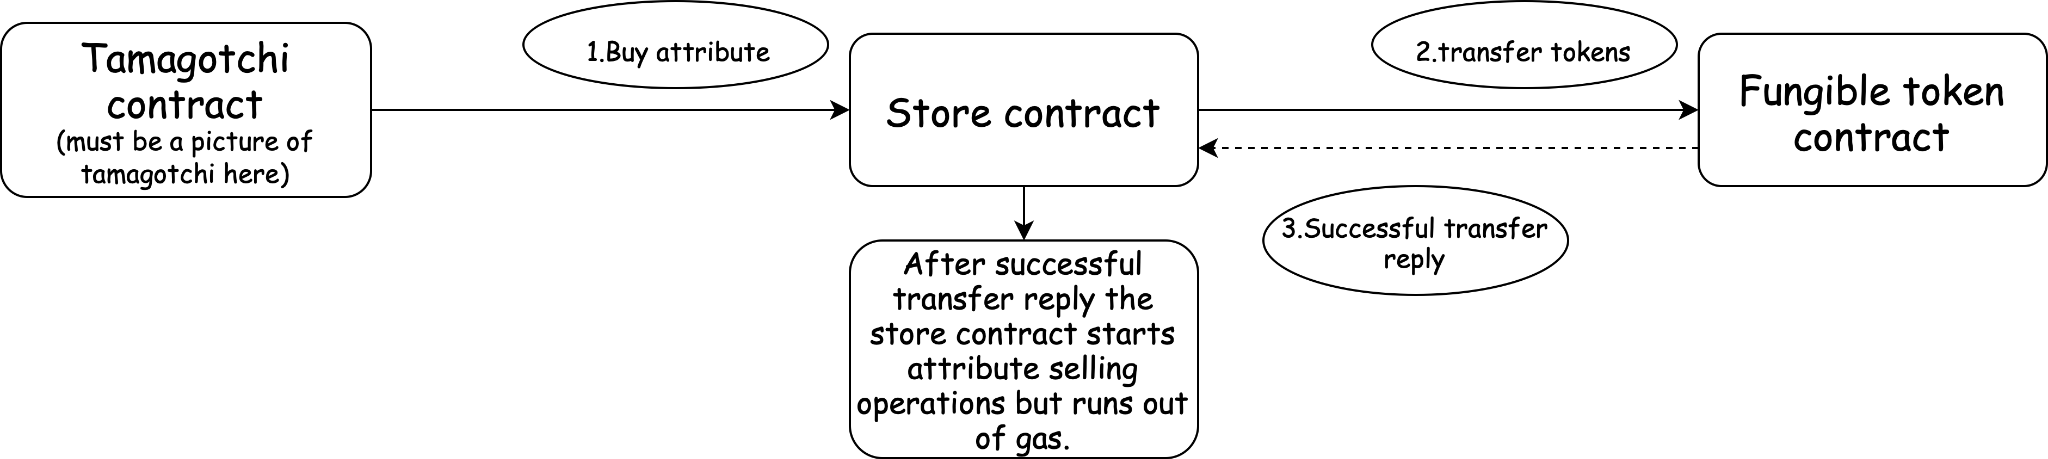 Tamagotchi
contract
(must be a picture of
tamagotchi here)
1.Buy attribute
Store contract
2.transfer tokens
Fungible token
contract
3.Successful transfer
reply
After successful
transfer reply the
store contract starts
attribute selling
operations but runs out
of gas.